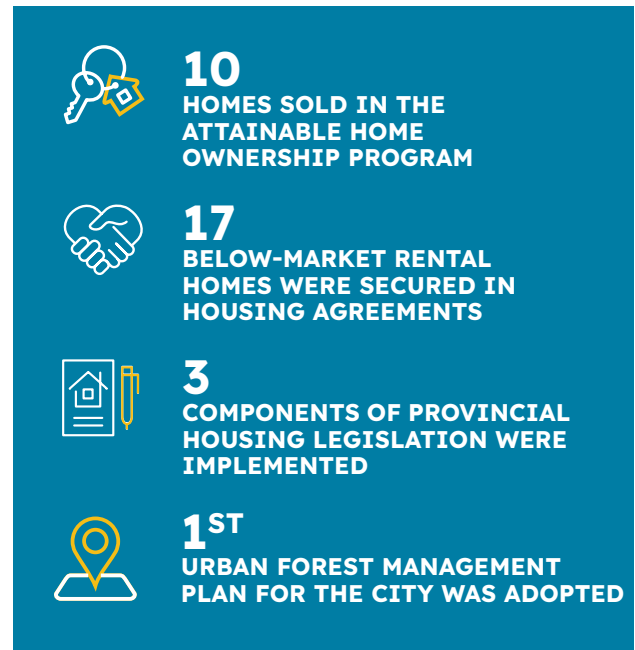 10
HOMES SOLD IN THE
ATTAINABLE HOME
OWNERSHIP PROGRAM
17
BELOW-MARKET RENTAL
HOMES WERE SECURED IN
HOUSING AGREEMENTS
3
COMPONENTS OF PROVINCIAL
HOUSING LEGISLATION WERE
IMPLEMENTED
1ST
URBAN FOREST MANAGEMENT
PLAN FOR THE CITY WAS ADOPTED